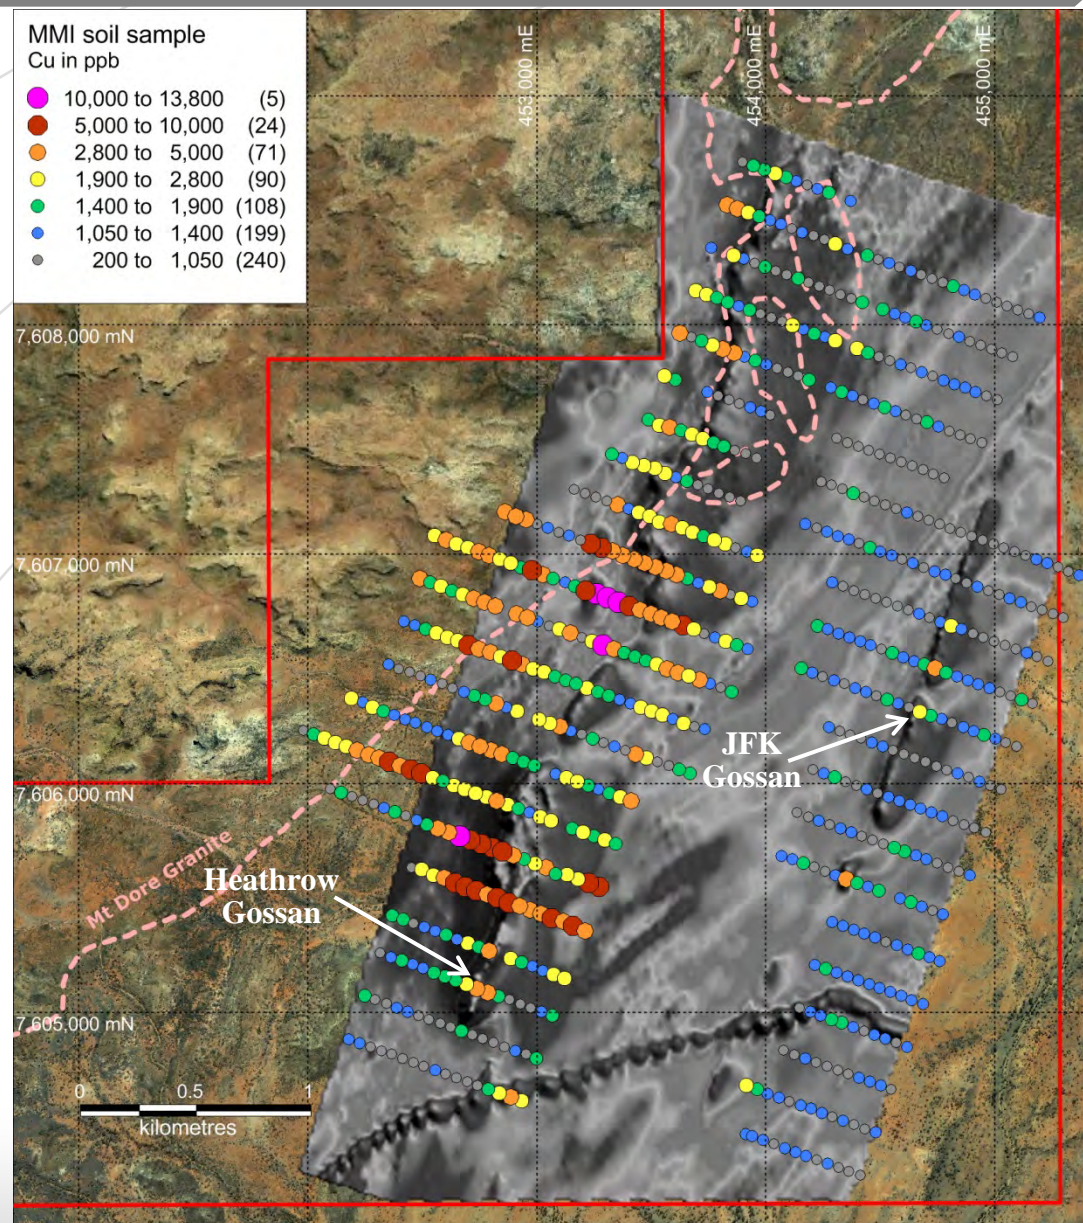 MMI soil sample
Cu in ppb
10,000 to 13,800 (5)
5,000 to 10,000 (24)
2,800 to 5,000 (71)
1,900 to 2,800 (90)
1,400 to 1,900 (108)
1,050 to 1,400 (199)
200 to 1,050 (240)
453,000 mE
454,000 mE
455,000 mE
7,608,000 mN
7,607,000 mN
JFK
Gossan
7,606,000 mN
Mt Dore Granite
Heathrow
Gossan
7,605,000 mN
0 0.5 1
kilometres